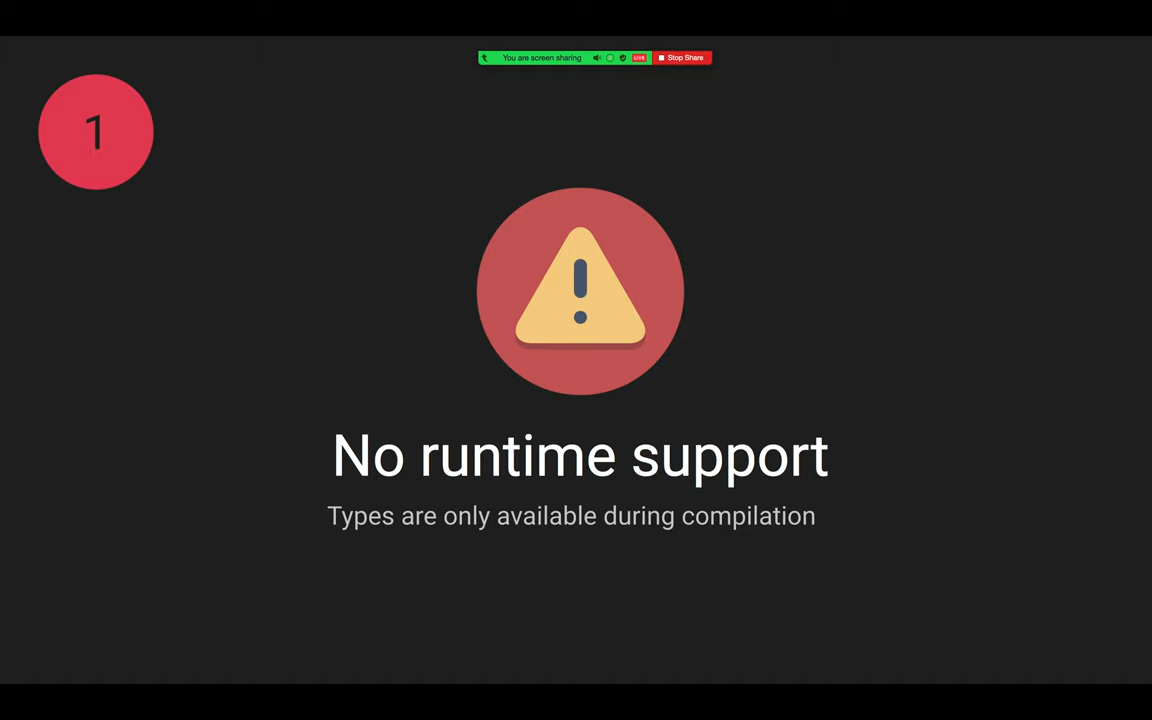 You are screen sharing LIVE Stop Share
1
No runtime support
Types are only available during compilation